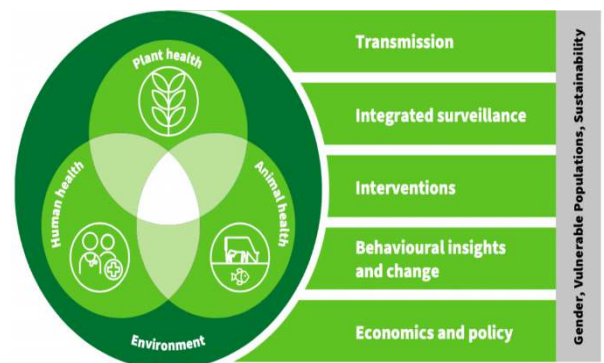 Plant health
Human health
Animal health
Environment
Transmission
Integrated surveillance
Interventions
Behavioural insights
and change
Economics and policy
Gender, Vulnerable Populations, Sustainability